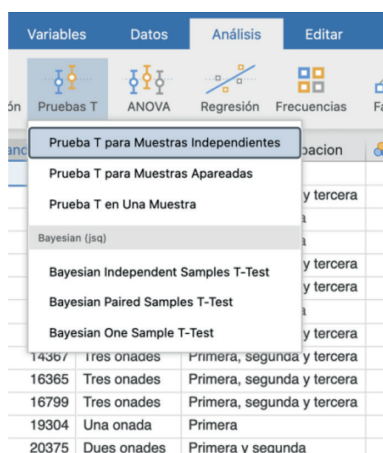 Variables Datos Análisis Editar
ón Pruebas T ANOVA Regresión Frecuencias Fa
Prueba T para Muestras Independientes
pacion
Prueba T para Muestras Apareadas
y tercera
Prueba T en Una Muestra
a
Bayesian (jsq)
a
y tercera
Bayesian Independent Samples T-Test
y tercera
Bayesian Paired Samples T-Test
a
Bayesian One Sample T-Test
y tercera
14367 Tres onades Primera, segunda y tercera
16365 Tres onades Primera, segunda y tercera
16799 Tres onades Primera, segunda y tercera
19304 Una onada Primera
20375 Dues onades Primera y segunda